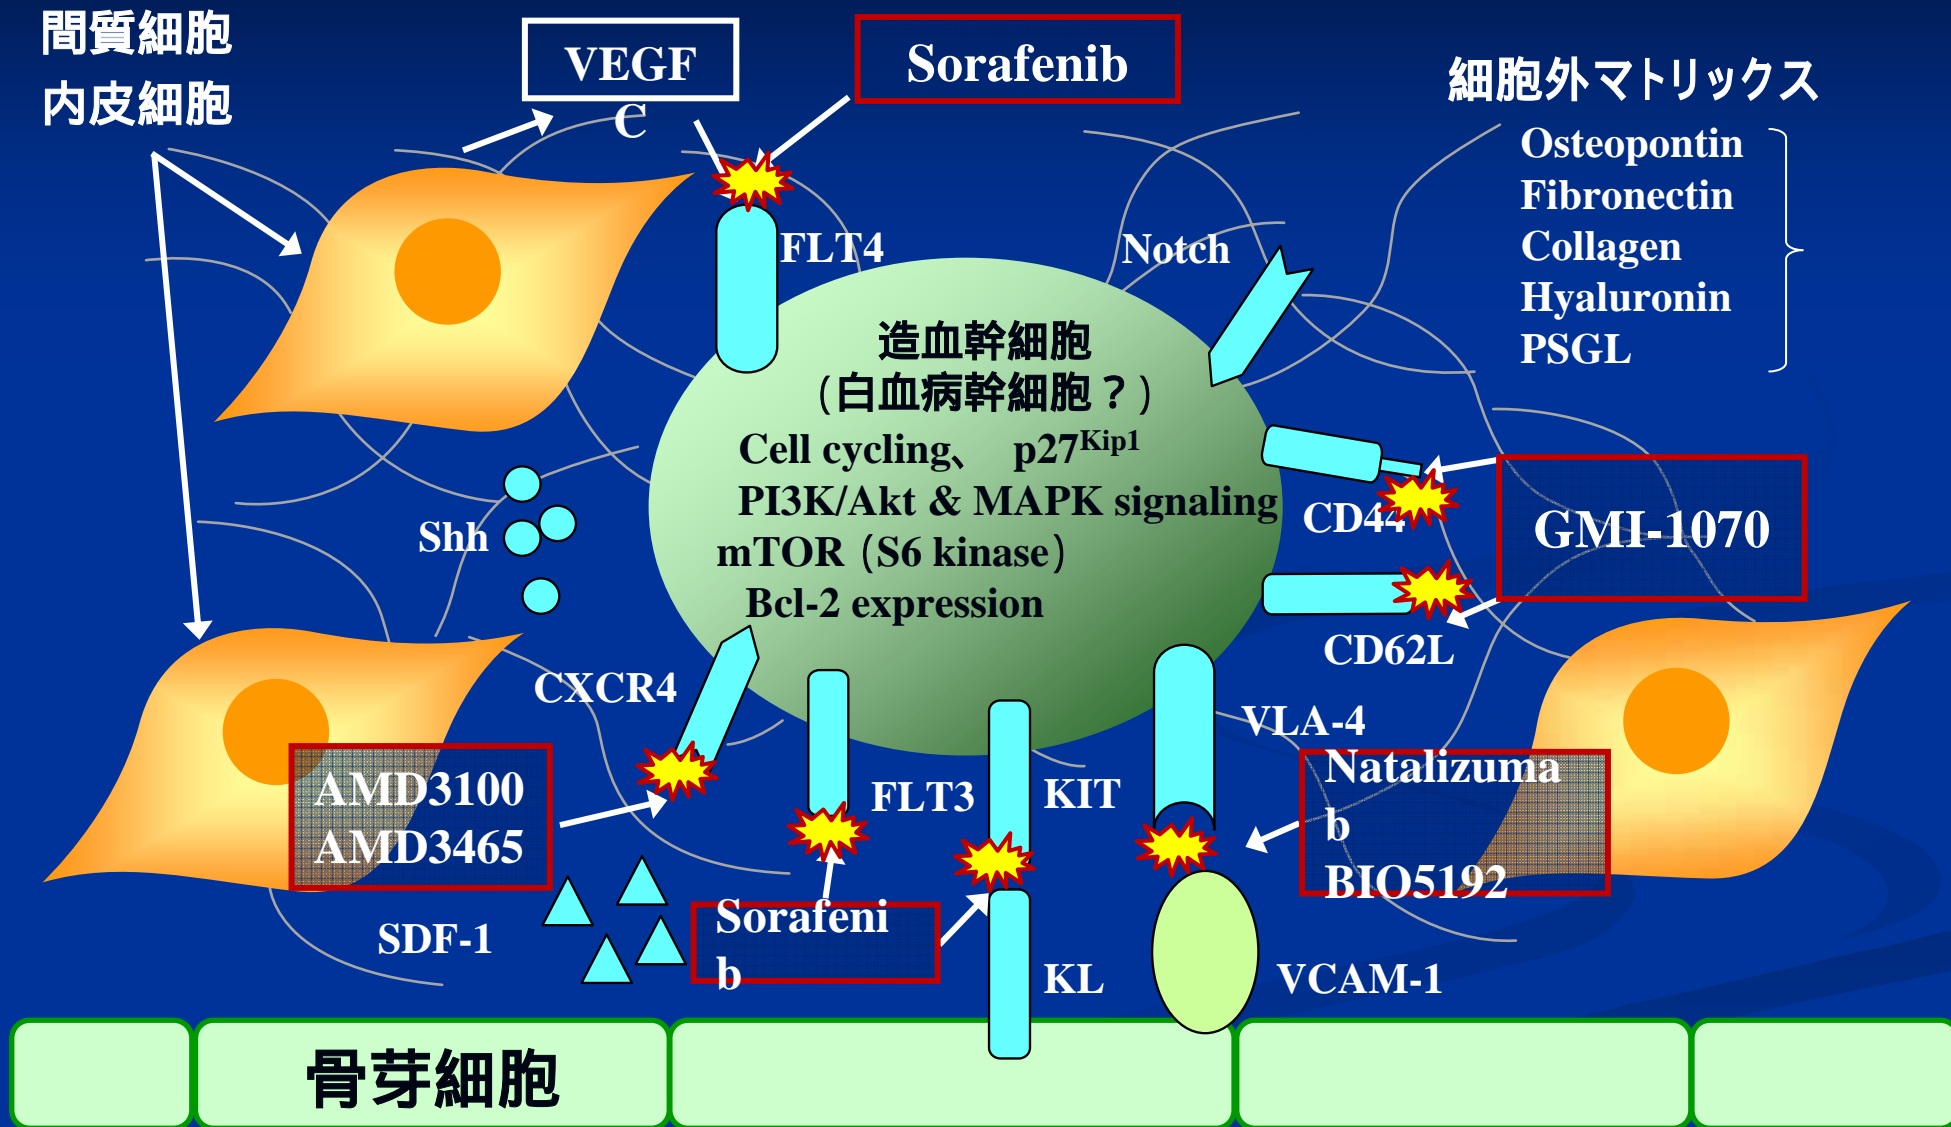 間質細胞
内皮細胞
VEGF
C
Sorafenib
細胞外マトリックス
Osteopontin
Fibronectin
Collagen
Hyaluronin
PSGL
FLT4
Notch
造血幹細胞
(白血病幹細胞？)
Cell cycling、 p27Kip1
PI3K/Akt & MAPK signaling
mTOR (S6 kinase)
Bcl-2 expression
Shh
CD44
GMI-1070
CD62L
CXCR4
VLA-4
AMD3100
AMD3465
FLT3
KIT
Natalizuma
b
BIO5192
SDF-1
Sorafeni
b
KL
VCAM-1
骨芽細胞